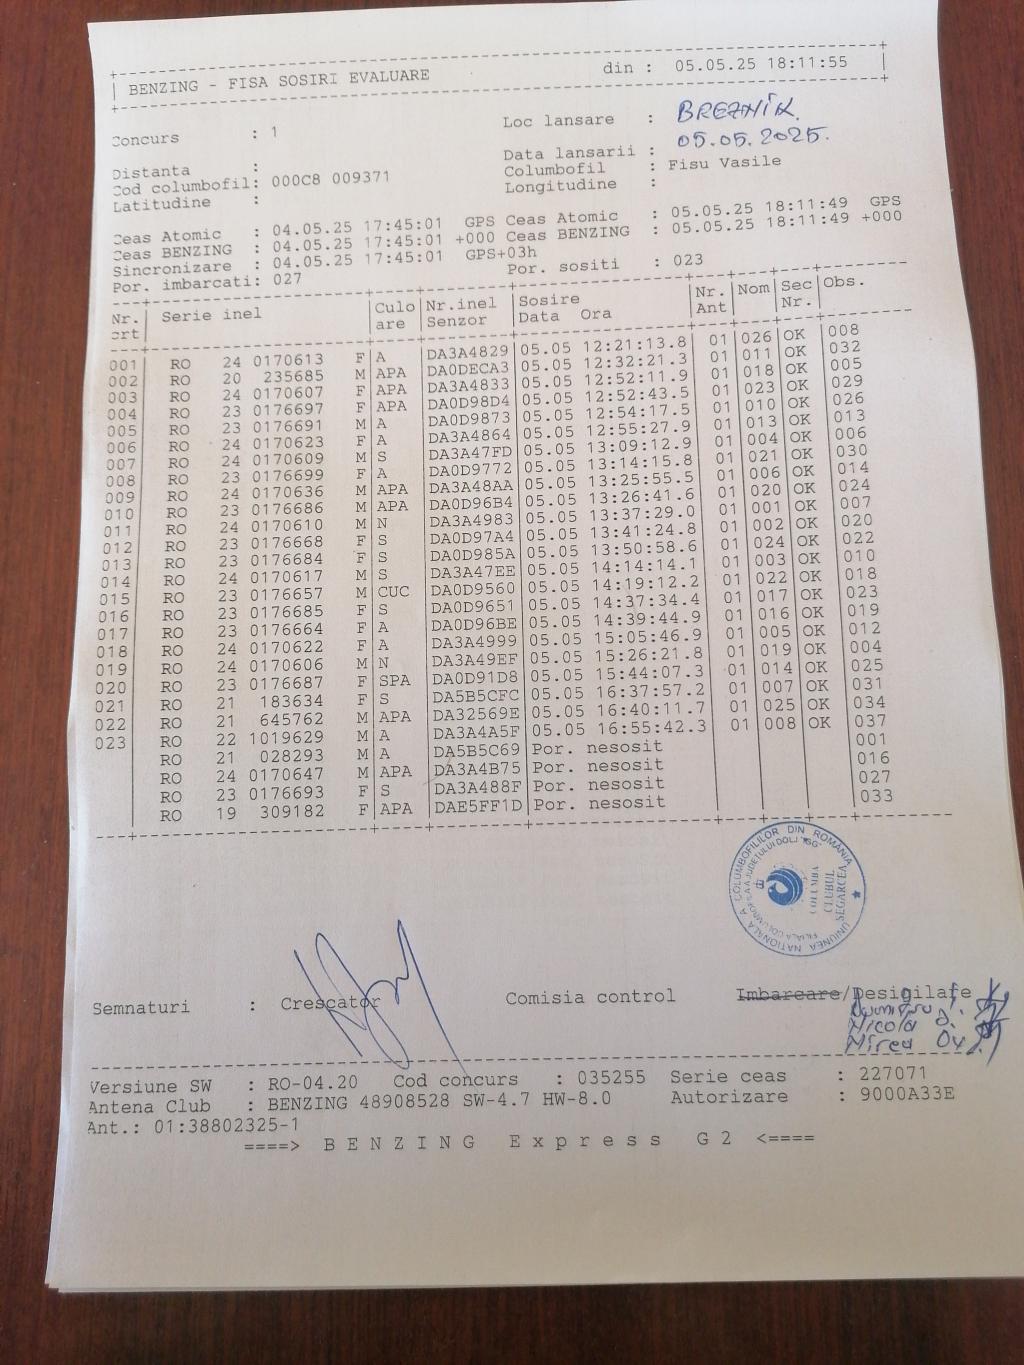 BENZING - FISA SOSIRI EVALUARE din : 05.05.25 18:11:55
Concurs : 1 Loc lansare : BREZNIK.
Data lansarii : 05.05.2025.
Distanta : Columbofil : Fisu Vasile
Cod columbofil: 000C8 009371 Longitudine :
Latitudine :
Ceas Atomic : 04.05.25 17:45:01 GPS Ceas Atomic : 05.05.25 18:11:49 GPS
Ceas BENZING : 04.05.25 17:45:01 +000 Ceas BENZING : 05.05.25 18:11:49 +000
Sincronizare : 04.05.25 17:45:01 GPS+03h
Por. imbarcati: 027 Por. sositi : 023
Nr. Serie inel Culo Nr.inel Sosire Nr. Nom Sec Obs.
crt are Senzor Data Ora Ant Nr.
001 RO 24 0170613 F A DA3A4829 05.05 12:21:13.8 01 026 OK 008
002 RO 20 235685 M APA DA0DECA3 05.05 12:32:21.3 01 011 OK 032
003 RO 24 0170607 F APA DA3A4833 05.05 12:52:11.9 01 018 OK 005
004 RO 23 0176697 F APA DA0D98D4 05.05 12:52:43.5 01 023 OK 029
005 RO 23 0176691 M A DA0D9873 05.05 12:54:17.5 01 010 OK 026
006 RO 24 0170623 F A DA3A4864 05.05 12:55:27.9 01 013 OK 013
007 RO 24 0170609 M S DA3A47FD 05.05 13:09:12.9 01 004 OK 006
008 RO 23 0176699 F A DA0D9772 05.05 13:14:15.8 01 021 OK 030
009 RO 24 0170636 M APA DA3A48AA 05.05 13:25:55.5 01 006 OK 014
010 RO 23 0176686 M APA DA0D96B4 05.05 13:26:41.6 01 020 OK 024
011 RO 24 0170610 M N DA3A4983 05.05 13:37:29.0 01 001 OK 007
012 RO 23 0176668 F S DA0D97A4 05.05 13:41:24.8 01 002 OK 020
013 RO 23 0176684 F S DA0D985A 05.05 13:50:58.6 01 024 OK 022
014 RO 24 0170617 M S DA3A47EE 05.05 14:14:14.1 01 003 OK 010
015 RO 23 0176657 M CUC DA0D9560 05.05 14:19:12.2 01 022 OK 018
016 RO 23 0176685 F S DA0D9651 05.05 14:37:34.4 01 017 OK 023
017 RO 23 0176664 F A DA0D96BE 05.05 14:39:44.9 01 016 OK 019
018 RO 24 0170622 F A DA3A4999 05.05 15:05:46.9 01 005 OK 012
019 RO 24 0170606 M N DA3A49EF 05.05 15:26:21.8 01 019 OK 004
020 RO 23 0176687 F SPA DA0D91D8 05.05 15:44:07.3 01 014 OK 025
021 RO 21 183634 F S DA5B5CFC 05.05 16:37:57.2 01 007 OK 031
022 RO 21 645762 M APA DA32569E 05.05 16:40:11.7 01 025 OK 034
023 RO 22 1019629 M A DA3A4A5F 05.05 16:55:42.3 01 008 OK 037
RO 21 028293 M A DA5B5C69 Por. nesosit 001
RO 24 0170647 M APA DA3A4B75 Por. nesosit 016
RO 23 0176693 F S DA3A488F Por. nesosit 027
RO 19 309182 F APA DAE5FF1D Por. nesosit 033
UNIUNEA NATIONALA A COLUMBOFILILOR DIN ROMANIA
FILIALA COLUMBOFILA A JUDETULUI DOLJ "SG"
COLUMBA
CLUBUL
SEGARCEA
Semnaturi : Crescator Comisia control Imbarcare/Desigilare
Nicola
Mirea
Versiune SW : RO-04.20 Cod concurs : 035255 Serie ceas : 227071
Antena Club : BENZING 48908528 SW-4.7 HW-8.0 Autorizare : 9000A33E
Ant.: 01:38802325-1
====> BENZING Express G2 <====